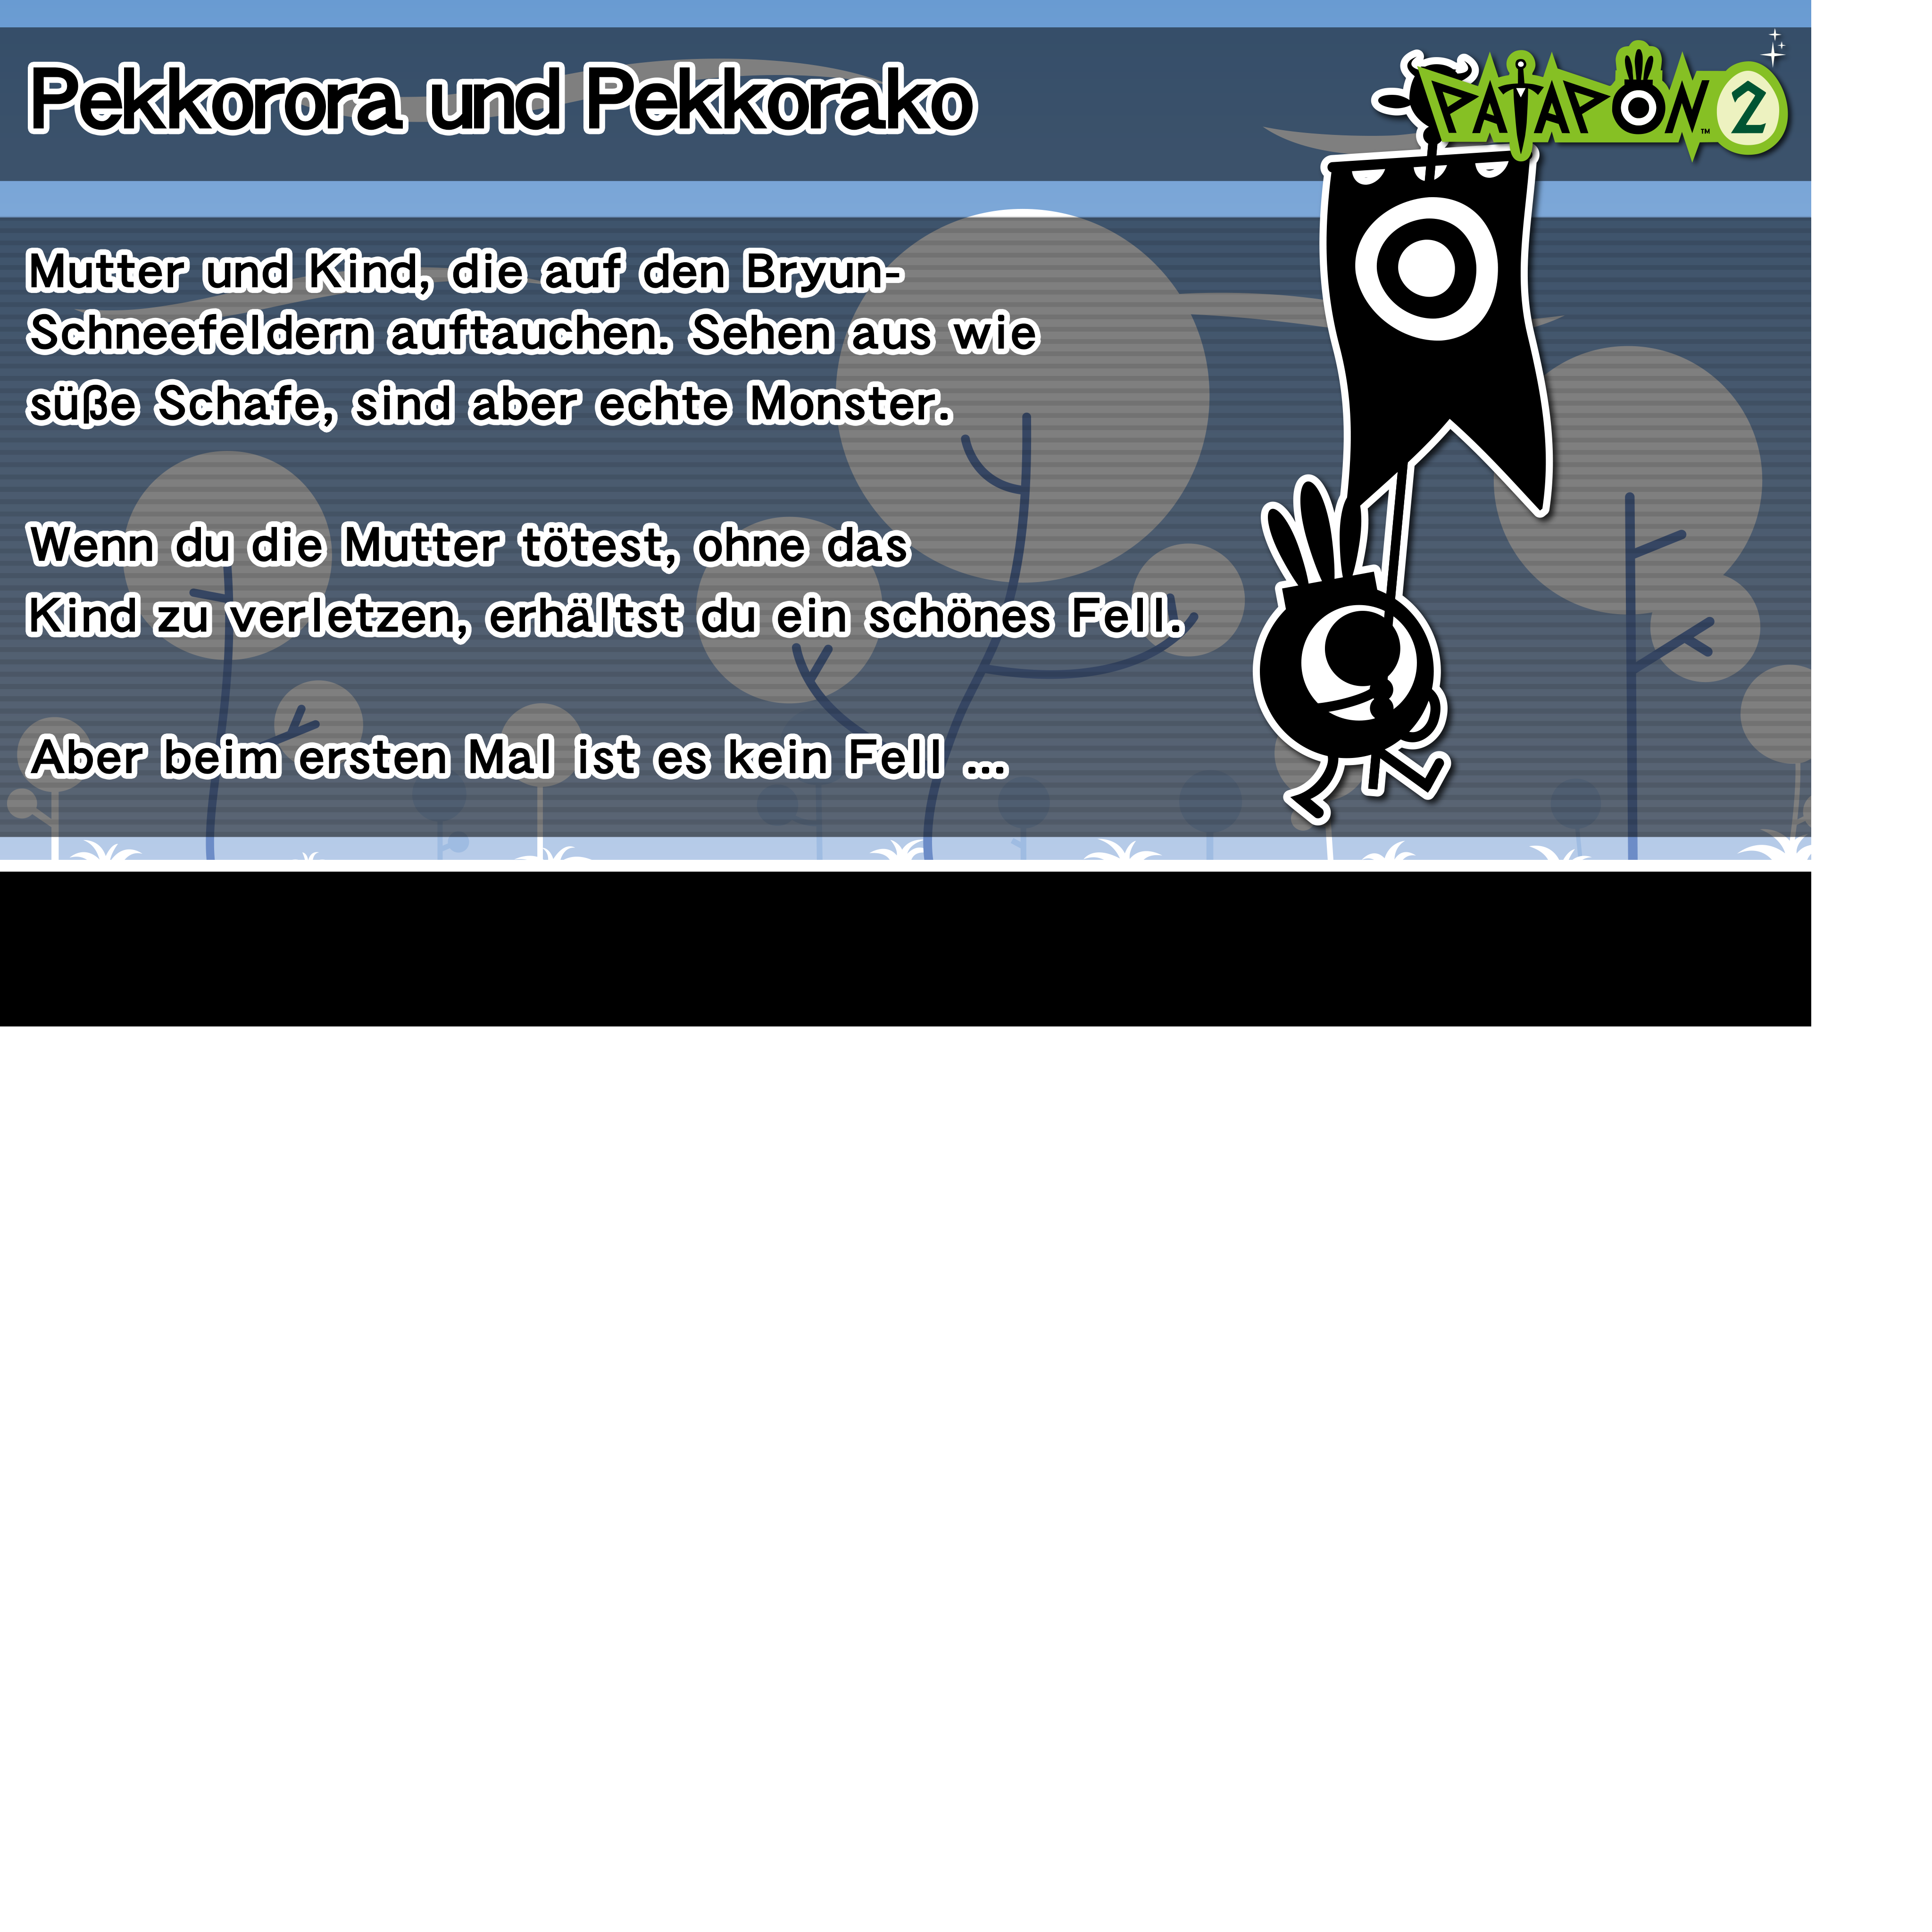 Pekkorora und Pekkorako
PATAPON™ 2
Mutter und Kind, die auf den Bryun-
Schneefeldern auftauchen. Sehen aus wie
süße Schafe, sind aber echte Monster.
Wenn du die Mutter tötest, ohne das
Kind zu verletzen, erhältst du ein schönes Fell.
Aber beim ersten Mal ist es kein Fell ...